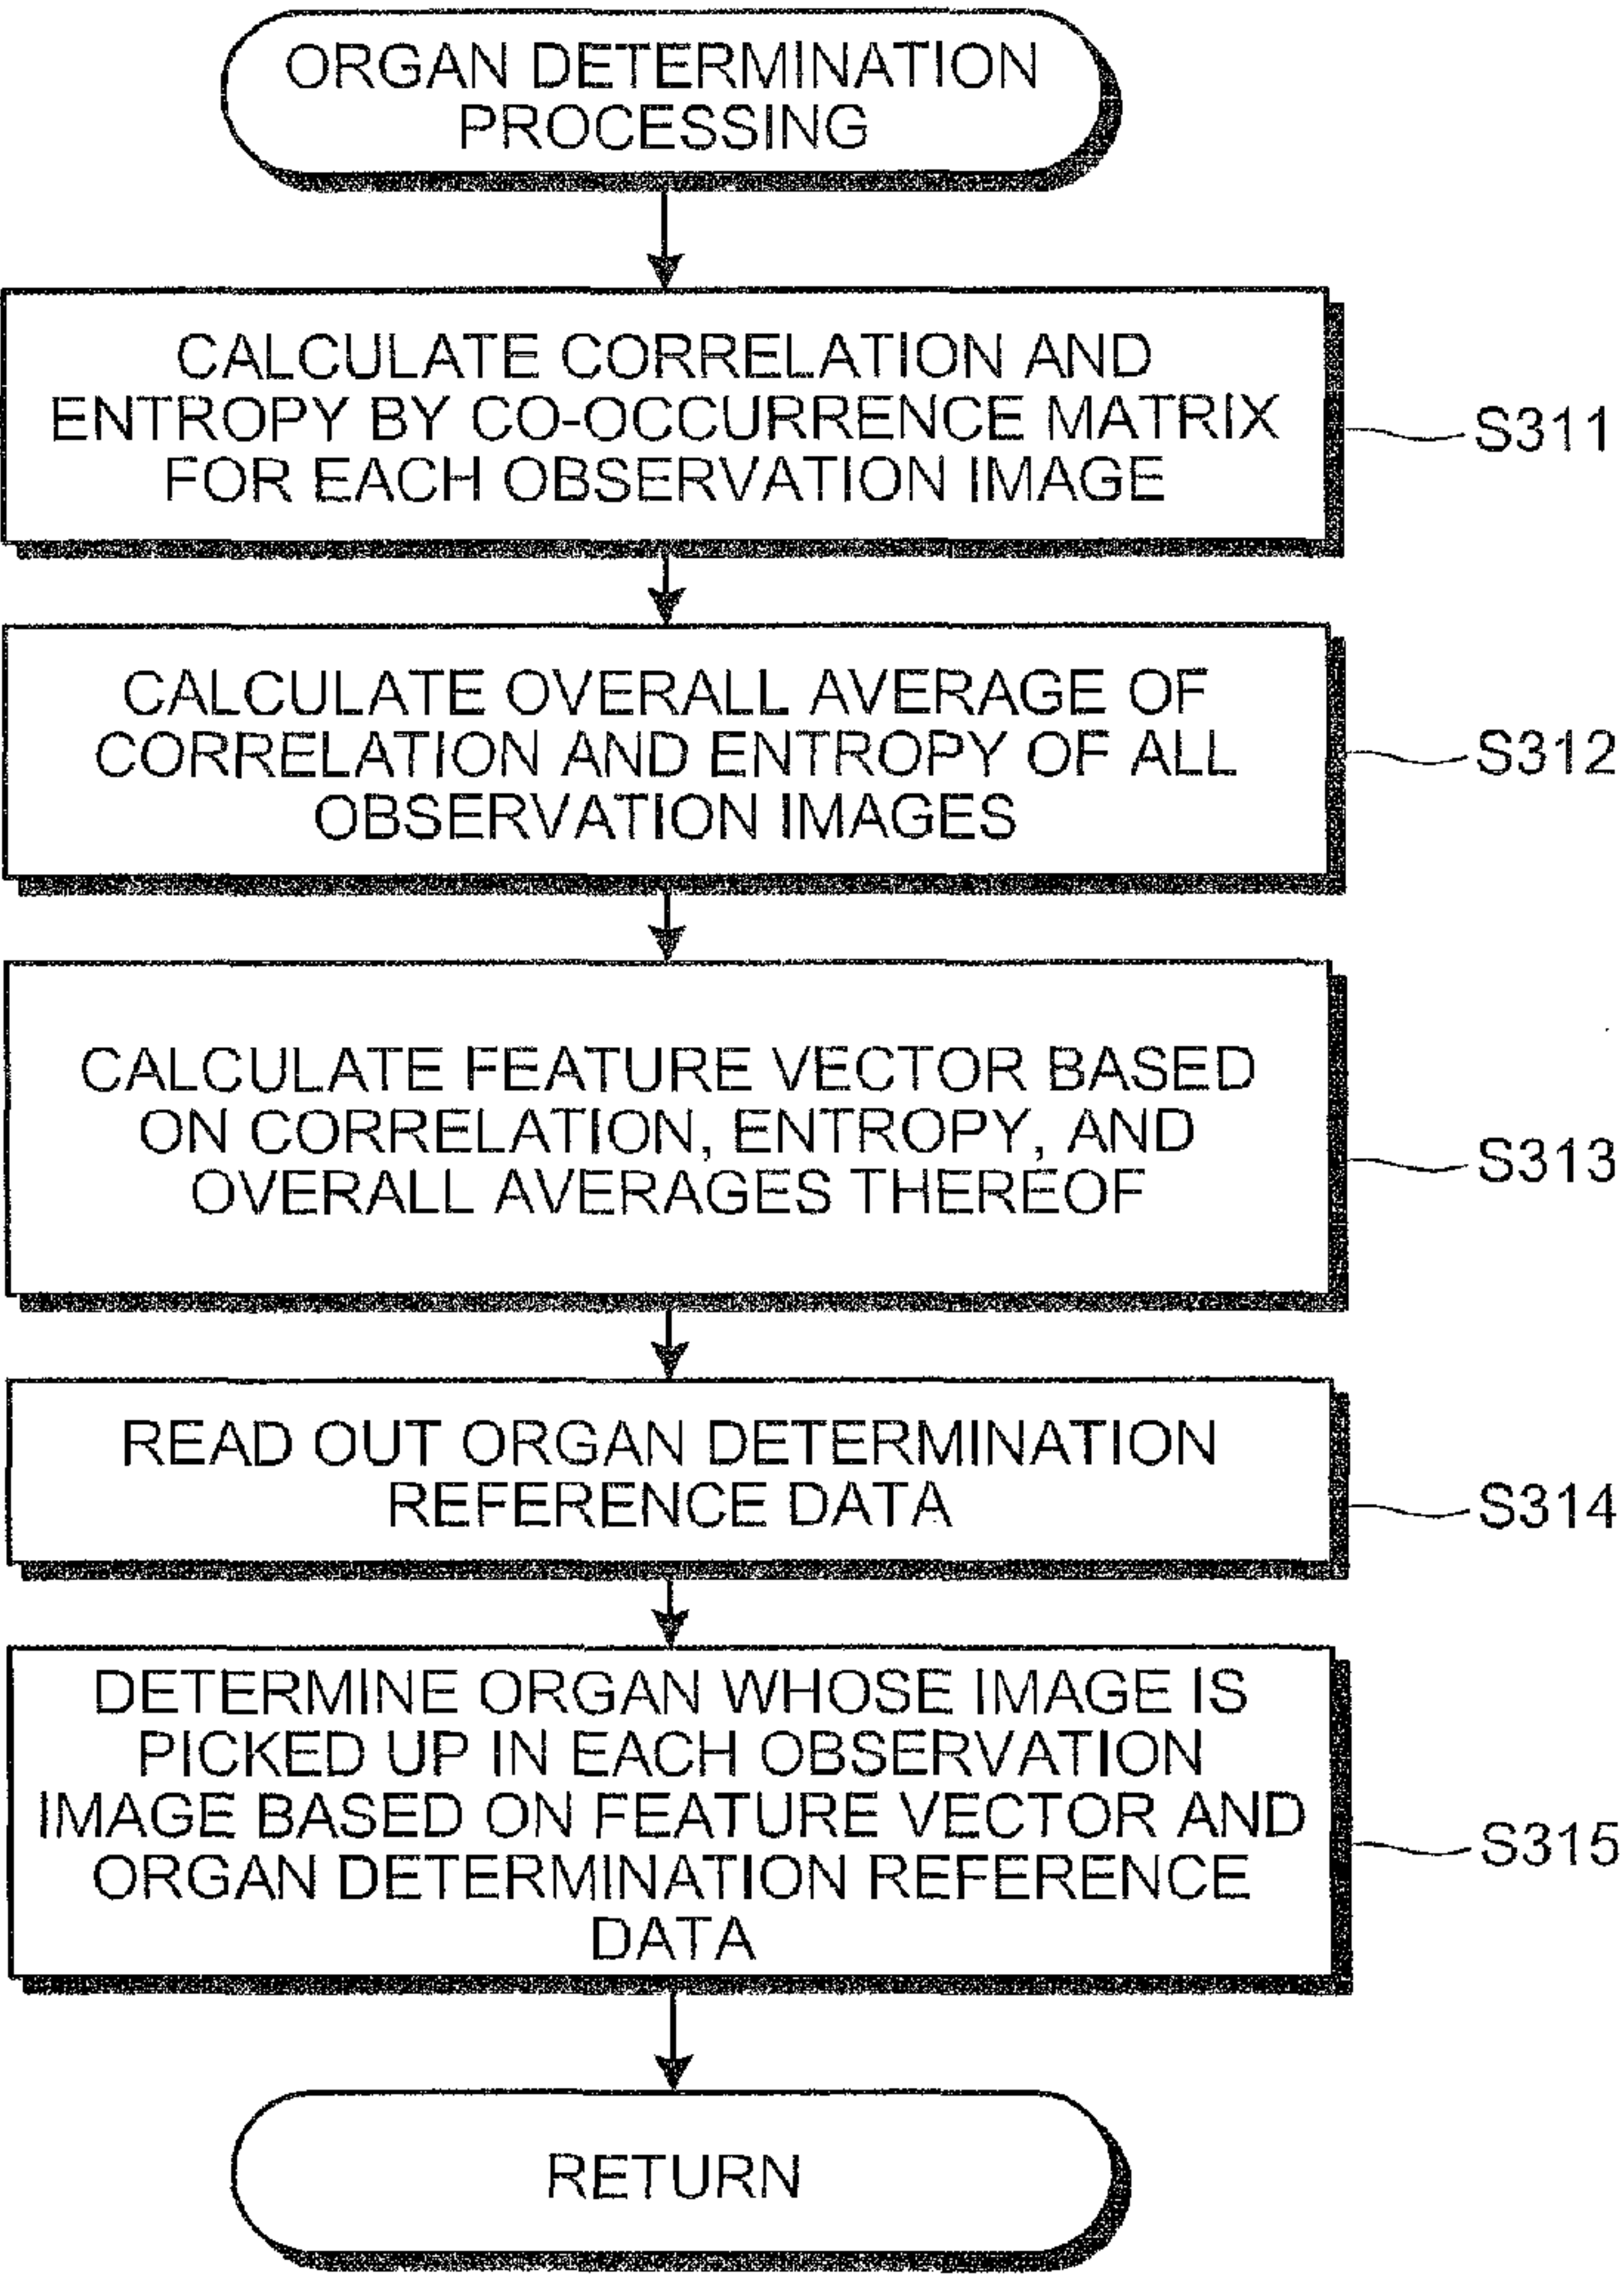 ORGAN DETERMINATION
PROCESSING
CALCULATE CORRELATION AND
ENTROPY BY CO-OCCURRENCE MATRIX
FOR EACH OBSERVATION IMAGE
S311
CALCULATE OVERALL AVERAGE OF
CORRELATION AND ENTROPY OF ALL
OBSERVATION IMAGES
S312
CALCULATE FEATURE VECTOR BASED
ON CORRELATION, ENTROPY, AND
OVERALL AVERAGES THEREOF
S313
READ OUT ORGAN DETERMINATION
REFERENCE DATA
S314
DETERMINE ORGAN WHOSE IMAGE IS
PICKED UP IN EACH OBSERVATION
IMAGE BASED ON FEATURE VECTOR AND
ORGAN DETERMINATION REFERENCE
DATA
S315
RETURN